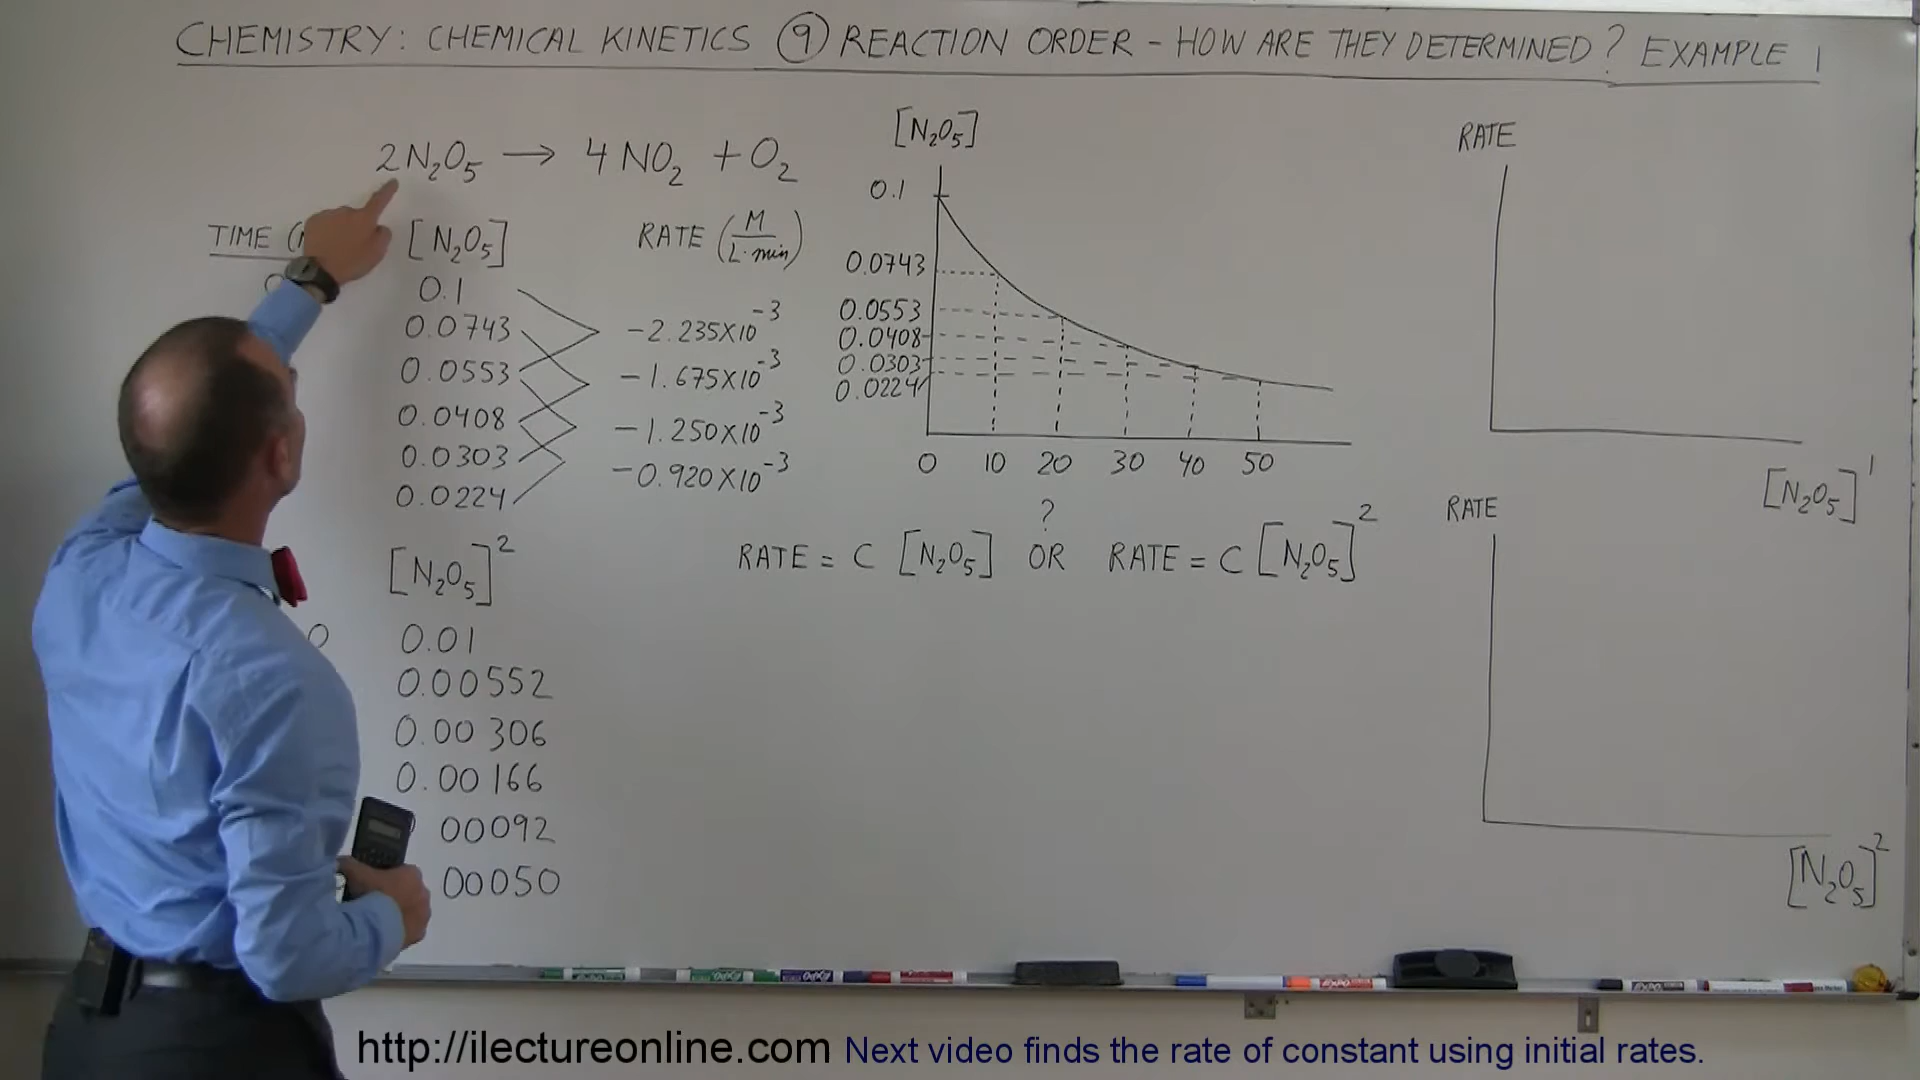 CHEMISTRY: CHEMICAL KINETICS ⑨ REACTION ORDER - HOW ARE THEY DETERMINED? EXAMPLE 1
2N₂O₅ → 4NO₂ + O₂
TIME
[N₂O₅]
RATE (M/L·min)
0.1
0.0743
0.0553
0.0408
0.0303
0.0224
-2.235X10⁻³
-1.675X10⁻³
-1.250X10⁻³
-0.920X10⁻³
[N₂O₅]²
0.01
0.00552
0.00306
0.00166
00092
00050
[N₂O₅]
0.1
0.0743
0.0553
0.0408
0.0303
0.0224
0 10 20 30 40 50
?
RATE = C [N₂O₅] OR RATE = C [N₂O₅]²
RATE
[N₂O₅]¹
RATE
[N₂O₅]²
http://ilectureonline.com Next video finds the rate of constant using initial rates.